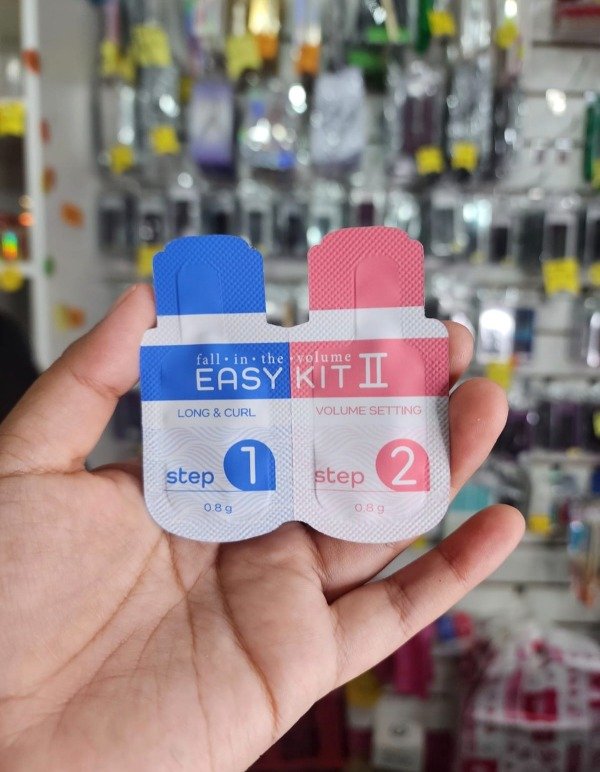 fall·in·the·volume
EASY KIT II
LONG & CURL
VOLUME SETTING
step 1
step 2
0.8 g
0.8 g